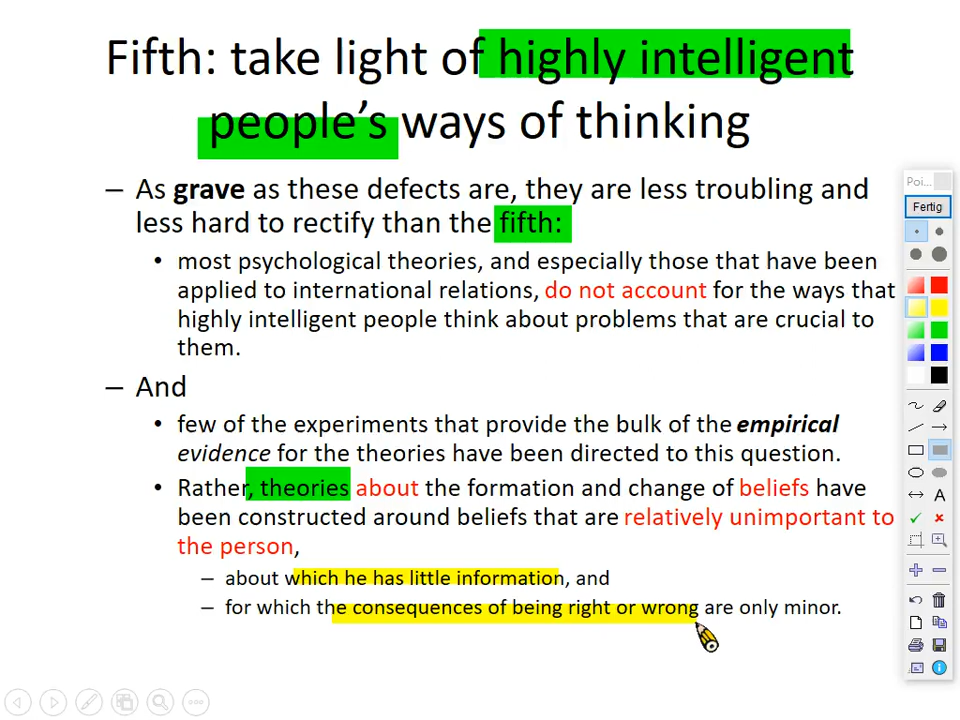 Fifth: take light of highly intelligent
people’s ways of thinking
– As grave as these defects are, they are less troubling and
less hard to rectify than the fifth:
• most psychological theories, and especially those that have been
applied to international relations, do not account for the ways that
highly intelligent people think about problems that are crucial to
them.
– And
• few of the experiments that provide the bulk of the empirical
evidence for the theories have been directed to this question.
• Rather, theories about the formation and change of beliefs have
been constructed around beliefs that are relatively unimportant to
the person,
– about which he has little information, and
– for which the consequences of being right or wrong are only minor.
Poi...
Fertig
A